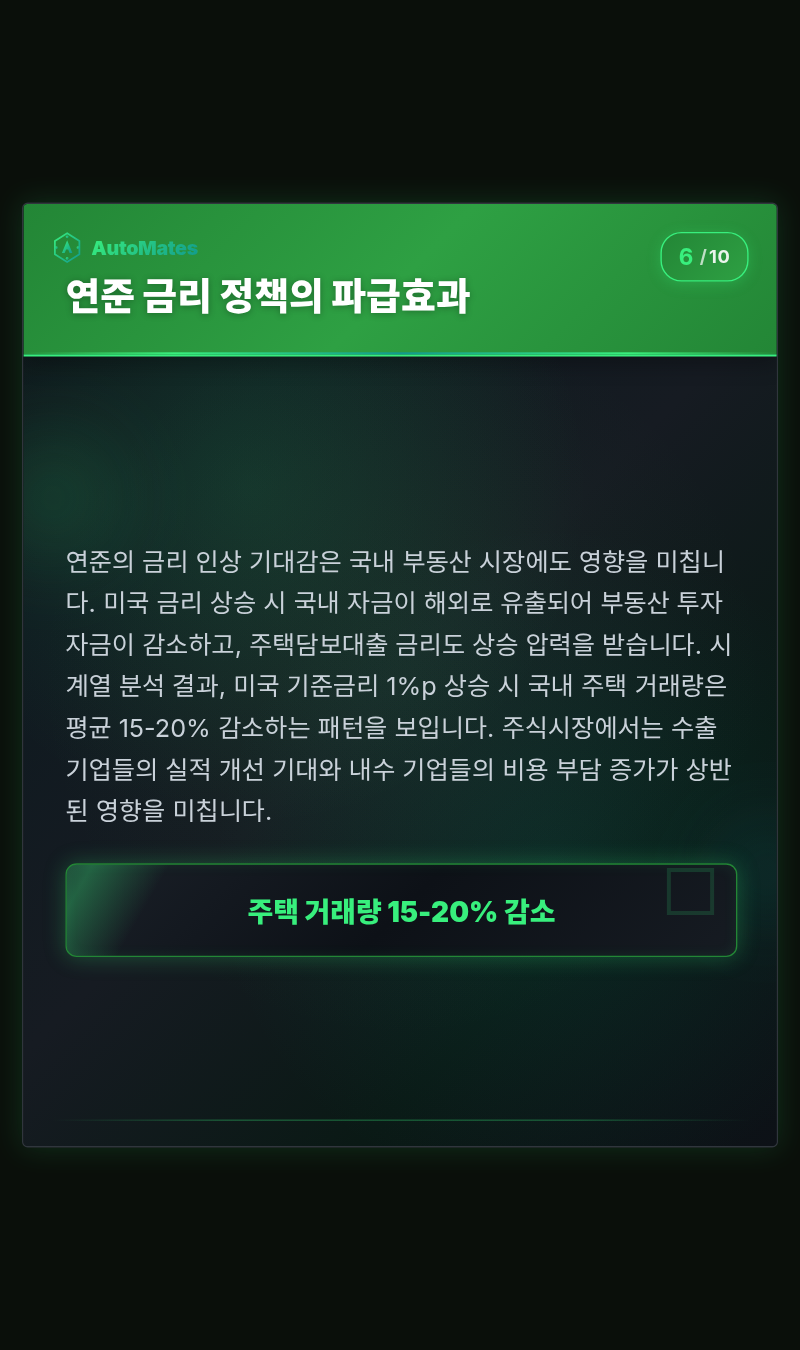 AutoMates
6 /10
연준 금리 정책의 파급효과
연준의 금리 인상 기대감은 국내 부동산 시장에도 영향을 미칩니
다. 미국 금리 상승 시 국내 자금이 해외로 유출되어 부동산 투자
자금이 감소하고, 주택담보대출 금리도 상승 압력을 받습니다. 시
계열 분석 결과, 미국 기준금리 1%p 상승 시 국내 주택 거래량은
평균 15-20% 감소하는 패턴을 보입니다. 주식시장에서는 수출
기업들의 실적 개선 기대와 내수 기업들의 비용 부담 증가가 상반
된 영향을 미칩니다.
주택 거래량 15-20% 감소